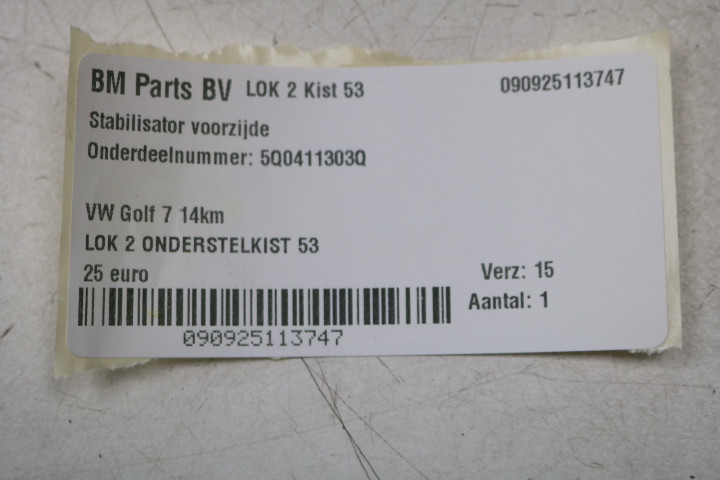 BM Parts BV LOK 2 Kist 53 090925113747
Stabilisator voorzijde
Onderdeelnummer: 5Q0411303Q
VW Golf 7 14km
LOK 2 ONDERSTELKIST 53
25 euro Verz: 15
Aantal: 1
090925113747